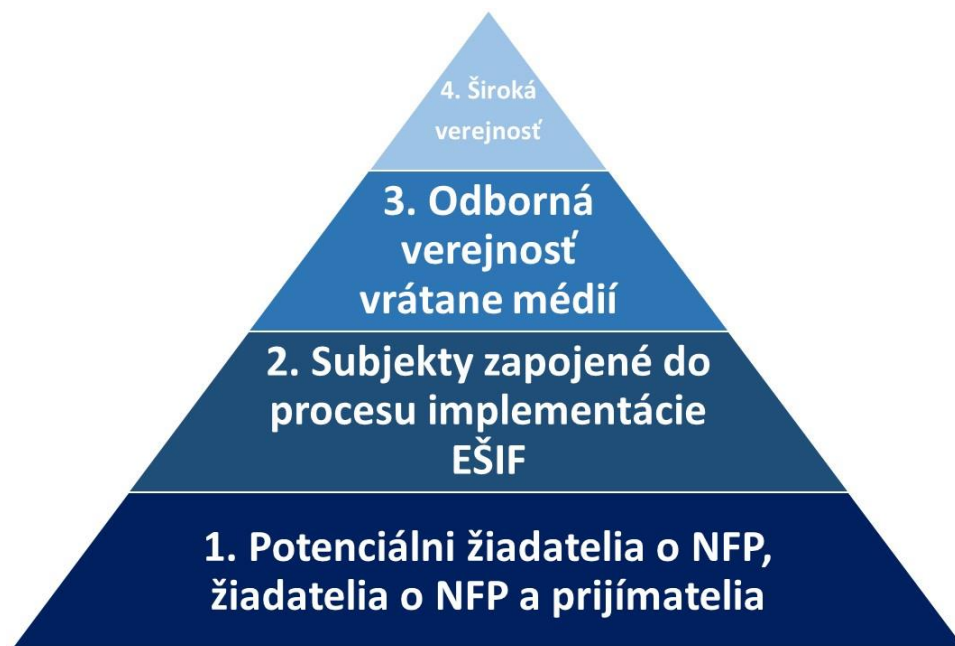 4. Široká
verejnosť
3. Odborná
verejnosť
vrátane médií
2. Subjekty zapojené do
procesu implementácie
EŠIF
1. Potenciálni žiadatelia o NFP,
žiadatelia o NFP a prijímatelia